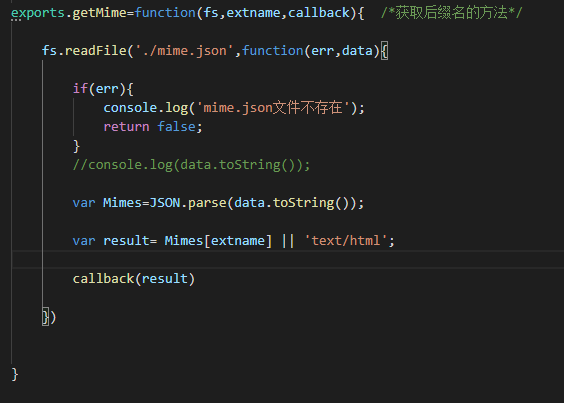 exports.getMime=function(fs,extname,callback){  /*获取后缀名的方法*/
fs.readFile('./mime.json',function(err,data){
if(err){
console.log('mime.json文件不存在');
return false;
}
//console.log(data.toString());
var Mimes=JSON.parse(data.toString());
var result= Mimes[extname] || 'text/html';
callback(result)
})
}